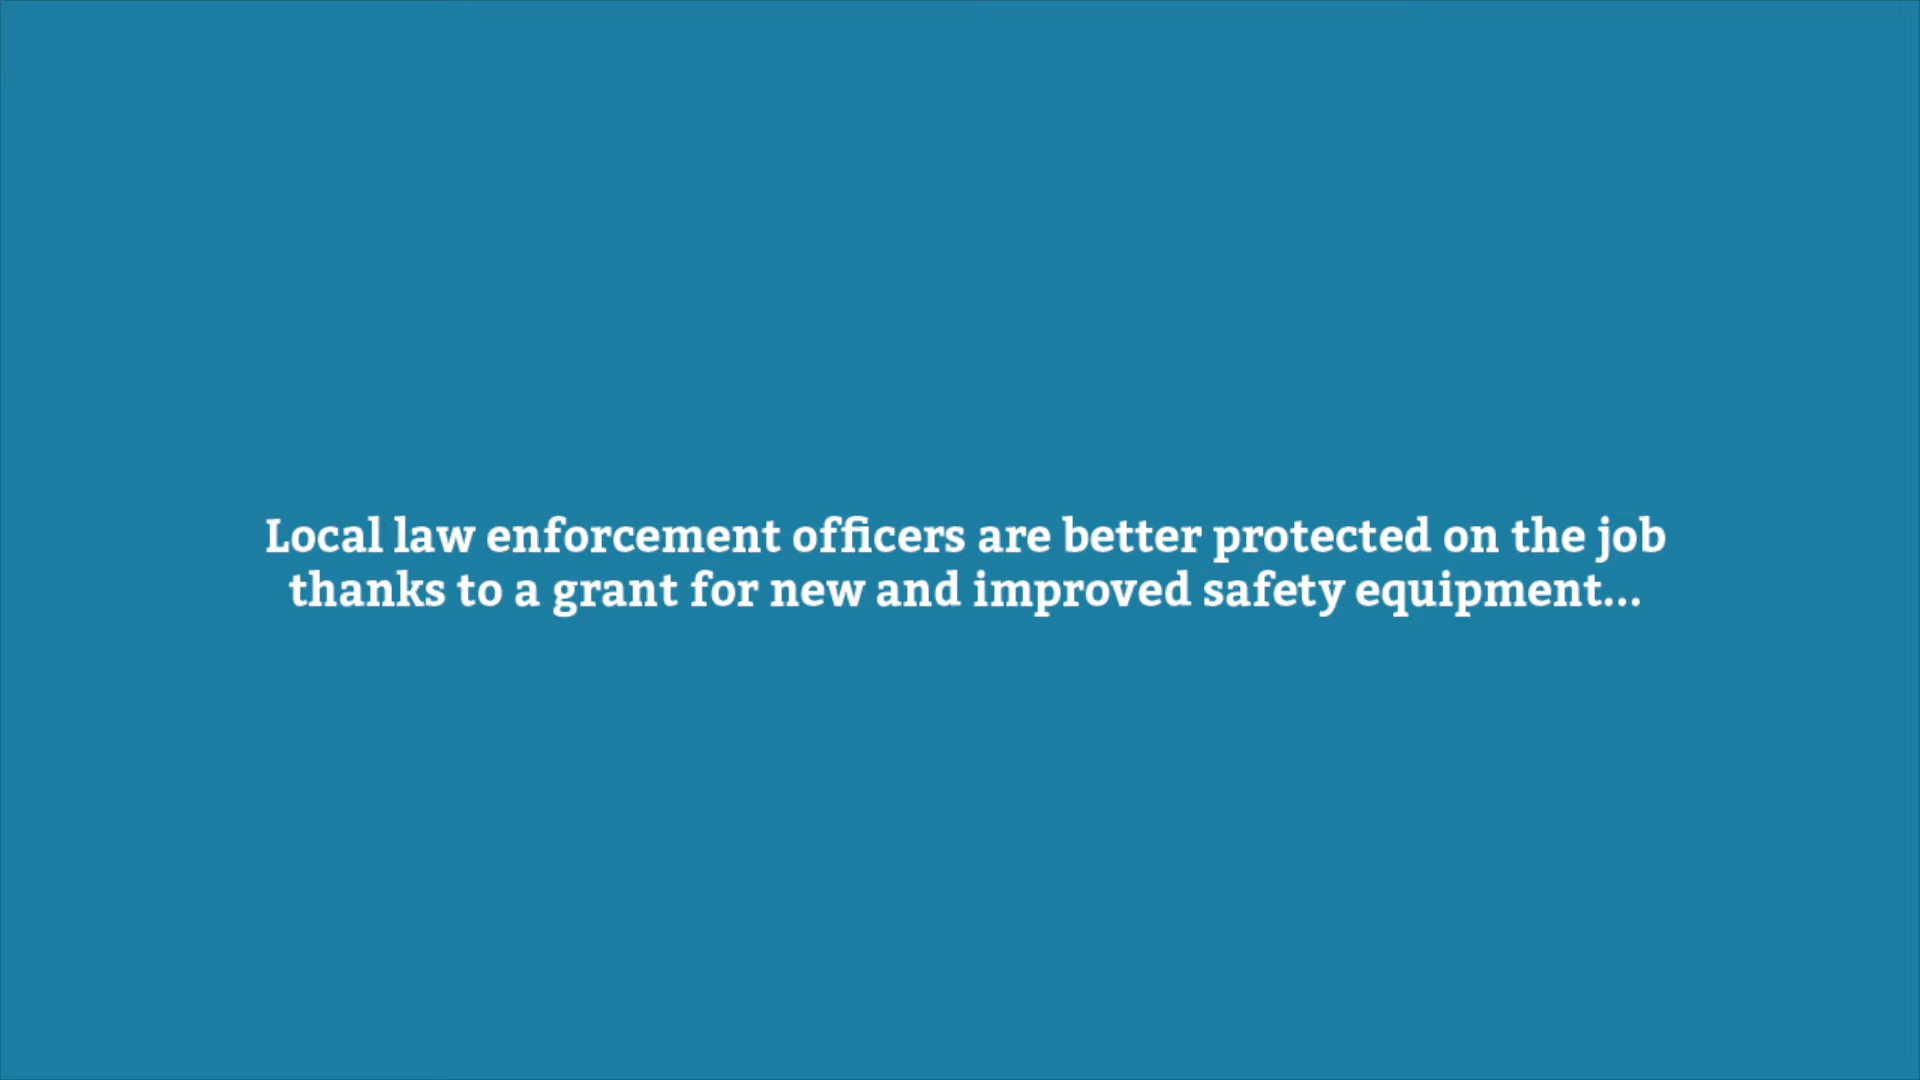 Local law enforcement officers are better protected on the job
thanks to a grant for new and improved safety equipment...